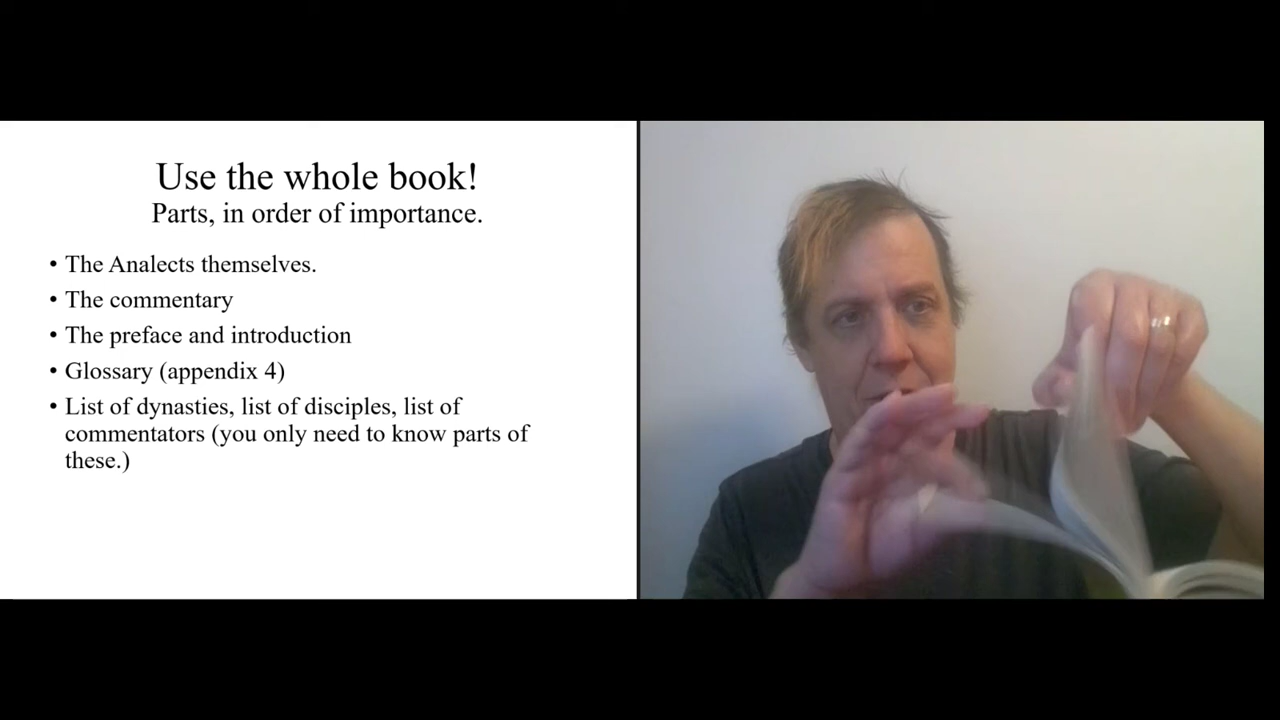 Use the whole book!
Parts, in order of importance.
• The Analects themselves.
• The commentary
• The preface and introduction
• Glossary (appendix 4)
• List of dynasties, list of disciples, list of
commentators (you only need to know parts of
these.)